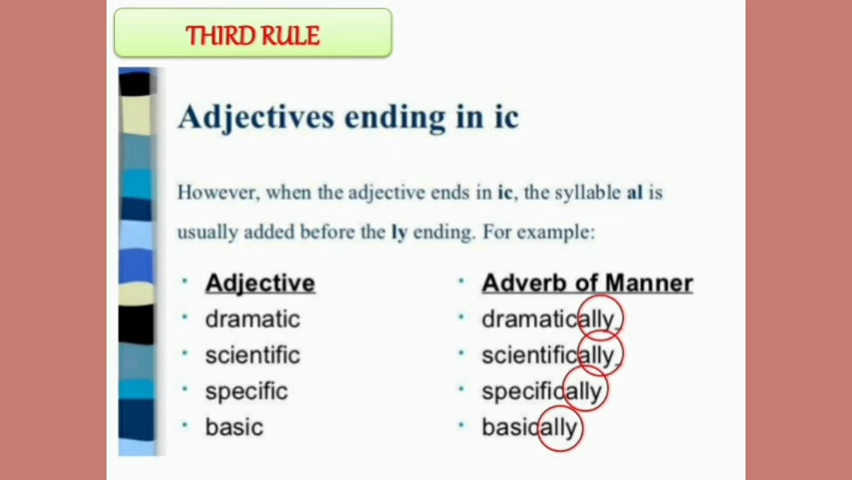 THIRD RULE
Adjectives ending in ic
However, when the adjective ends in ic, the syllable al is
usually added before the ly ending. For example:
• Adjective
• dramatic
• scientific
• specific
• basic
• Adverb of Manner
• dramatically
• scientifically
• specifically
• basically